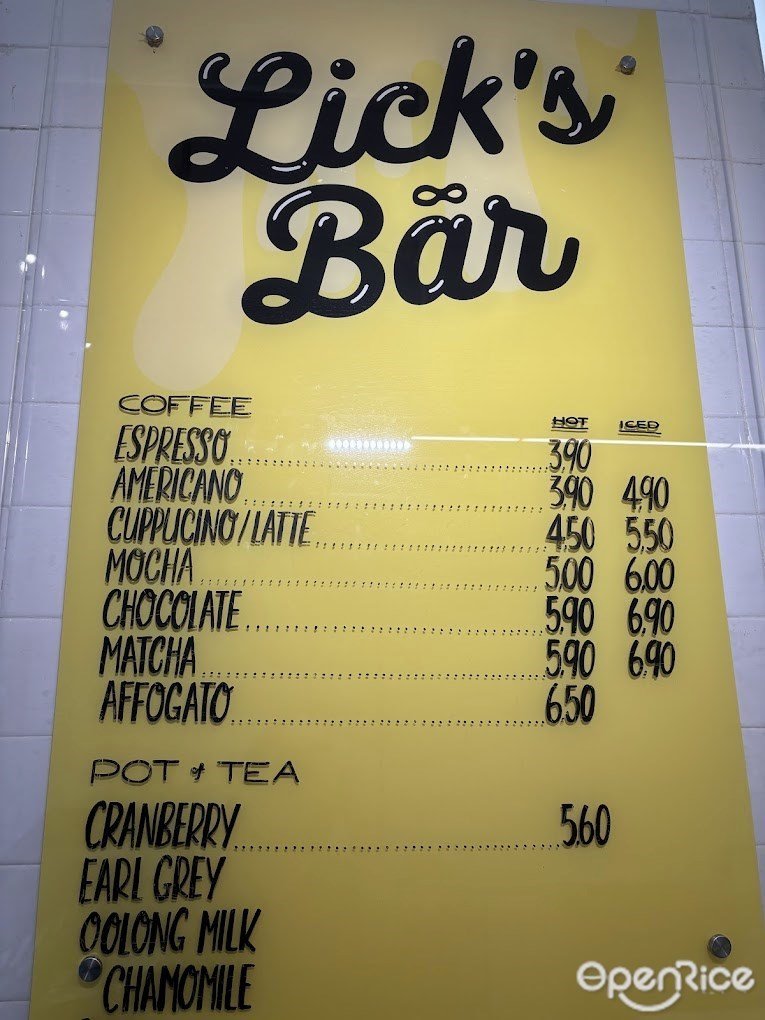 Lick's
Bär
COFFEE HOT ICED
ESPRESSO 3.90
AMERICANO 3.90 4.90
CUPPUCINO/LATTE 4.50 5.50
MOCHA 5.00 6.00
CHOCOLATE 5.90 6.90
MATCHA 5.90 6.90
AFFOGATO 6.50
POT of TEA
CRANBERRY 5.60
EARL GREY
OOLONG MILK
CHAMOMILE
OPENRICE